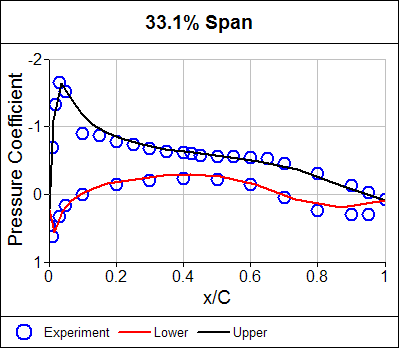 33.1% Span
Pressure Coefficient
-2
-1
0
1
0 0.2 0.4 0.6 0.8 1
x/C
Experiment Lower Upper